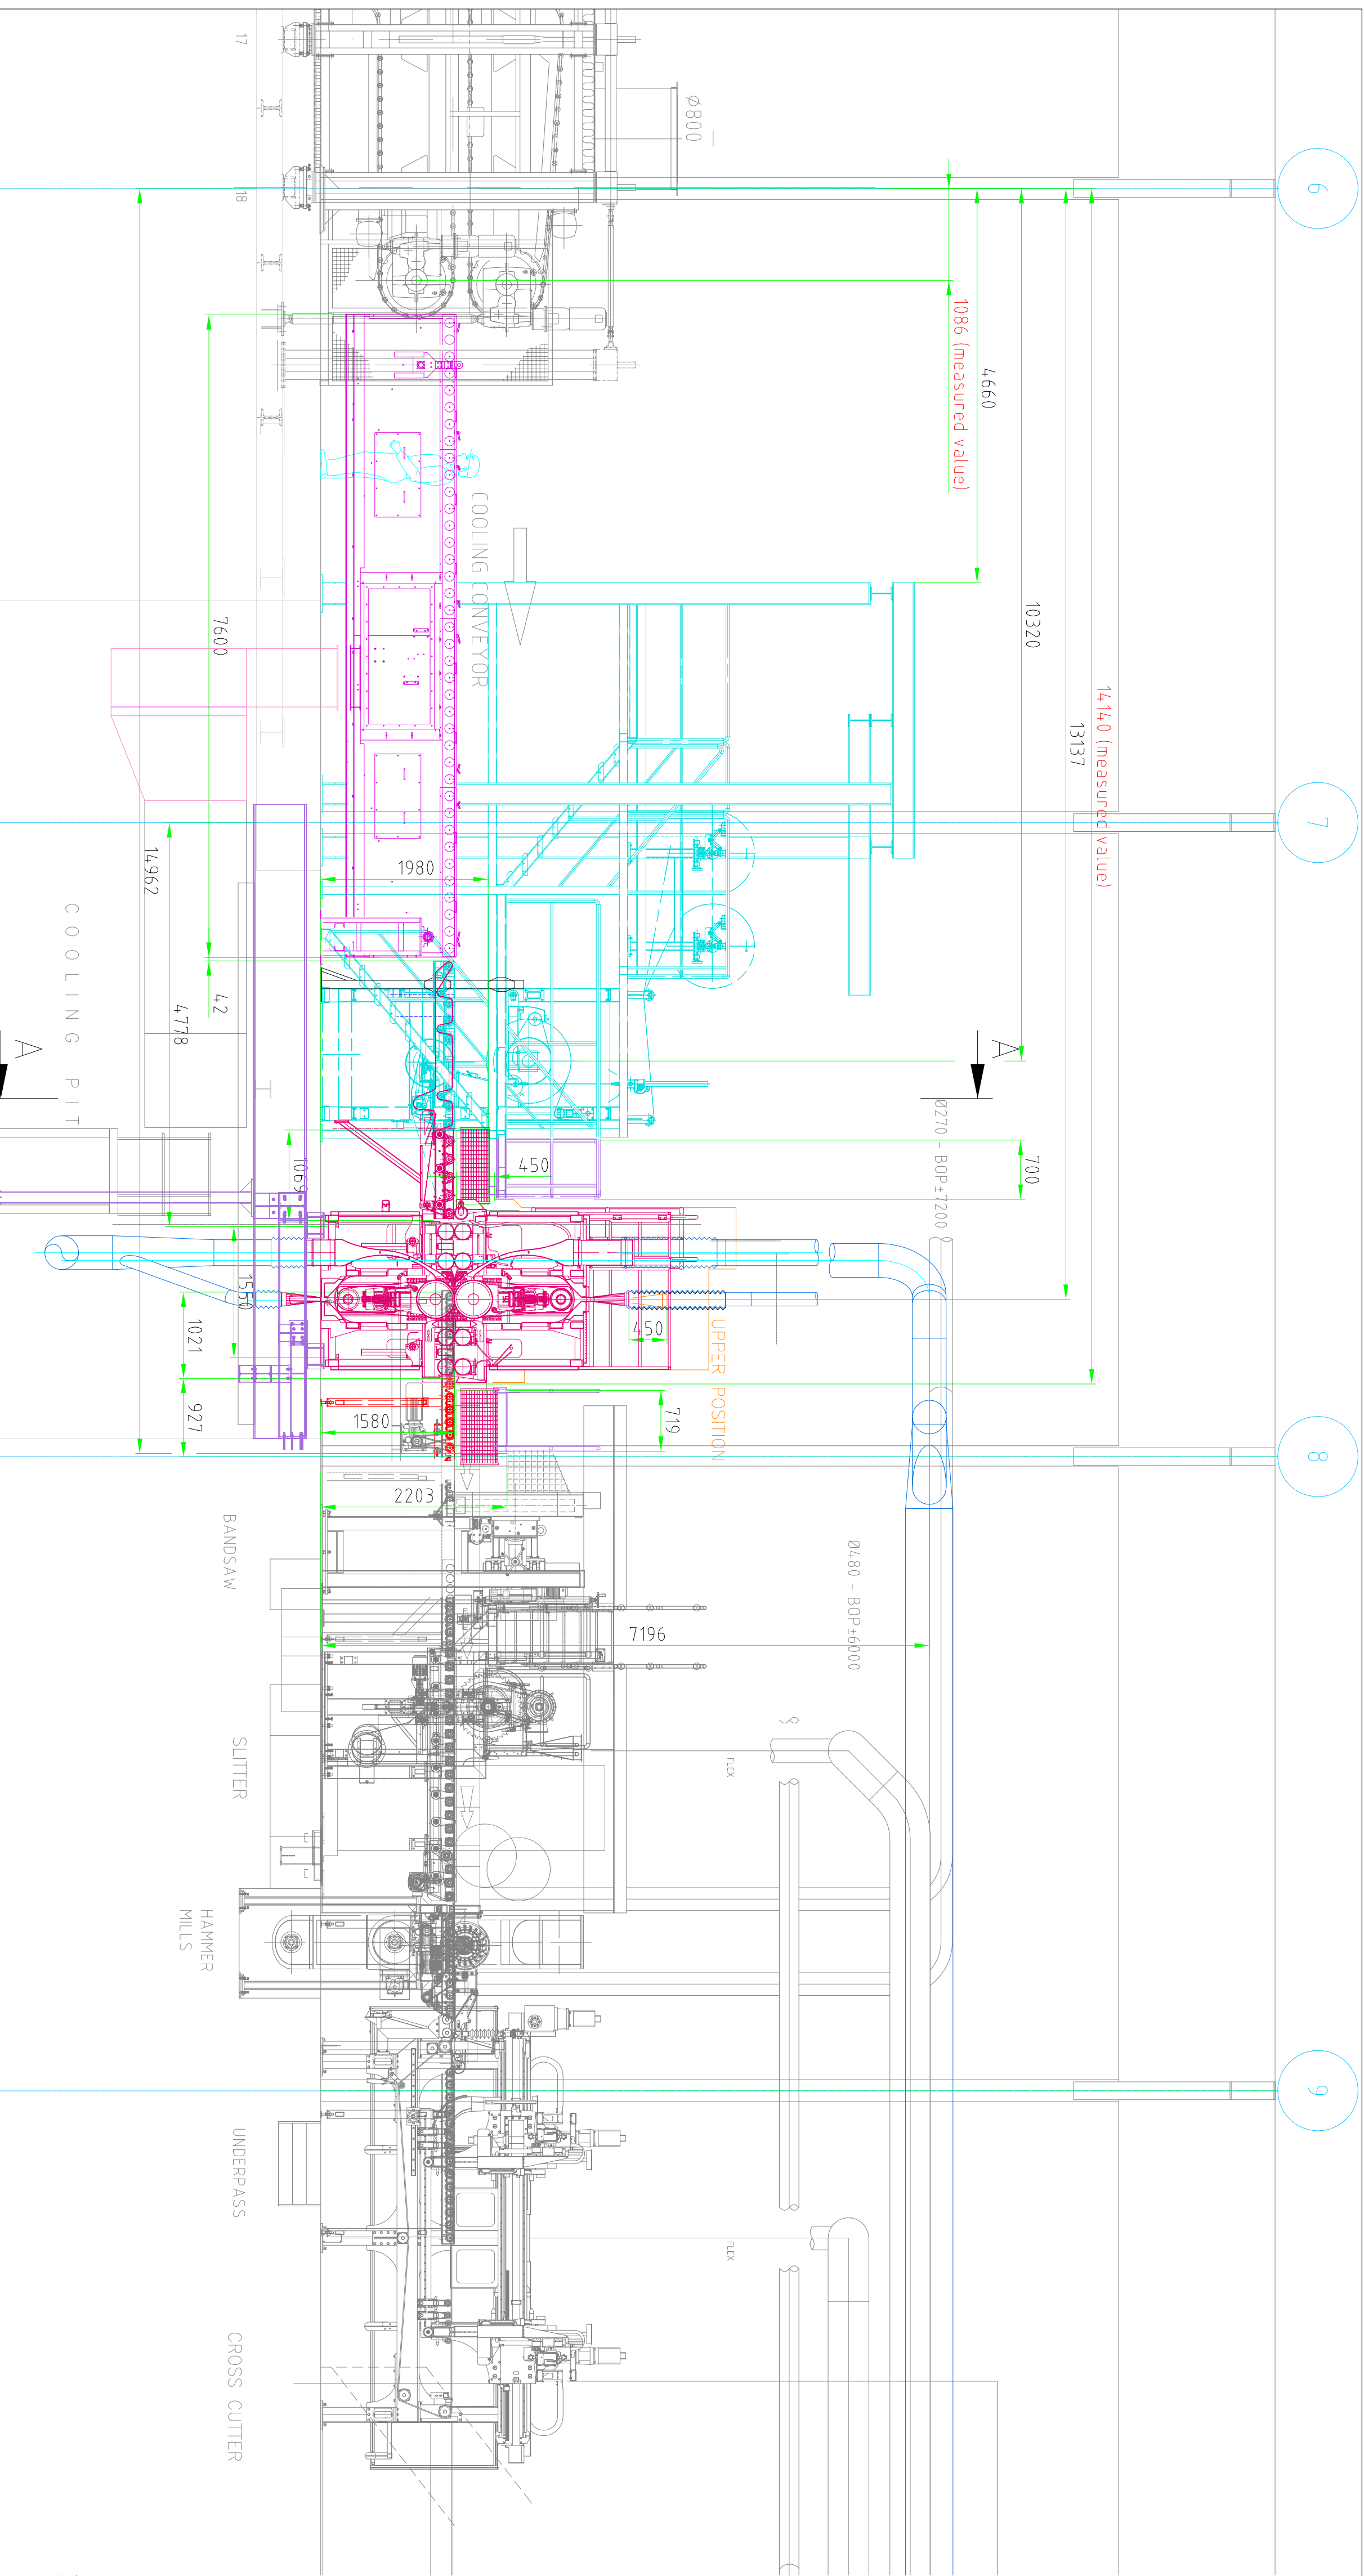 6
7
8
9
17
18
Ø800
1086 (measured value)
4660
10320
14140 (measured value)
13137
COOLING CONVEYOR
7600
14962
42
4778
1980
COOLING PIT
A
A
Ø270 - BOP±7200
700
450
1069
1550
1021
927
450
UPPER POSITION
719
1580
2203
7196
Ø480 - BOP±6000
BANDSAW
SLITTER
FLEX
HAMMER
MILLS
UNDERPASS
FLEX
CROSS CUTTER